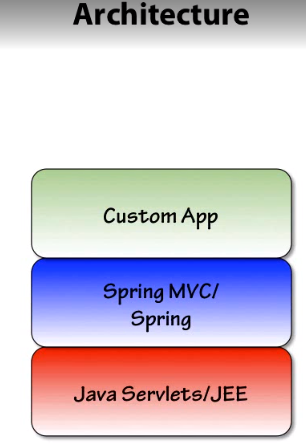 Architecture
Custom App
Spring MVC/
Spring
Java Servlets/JEE